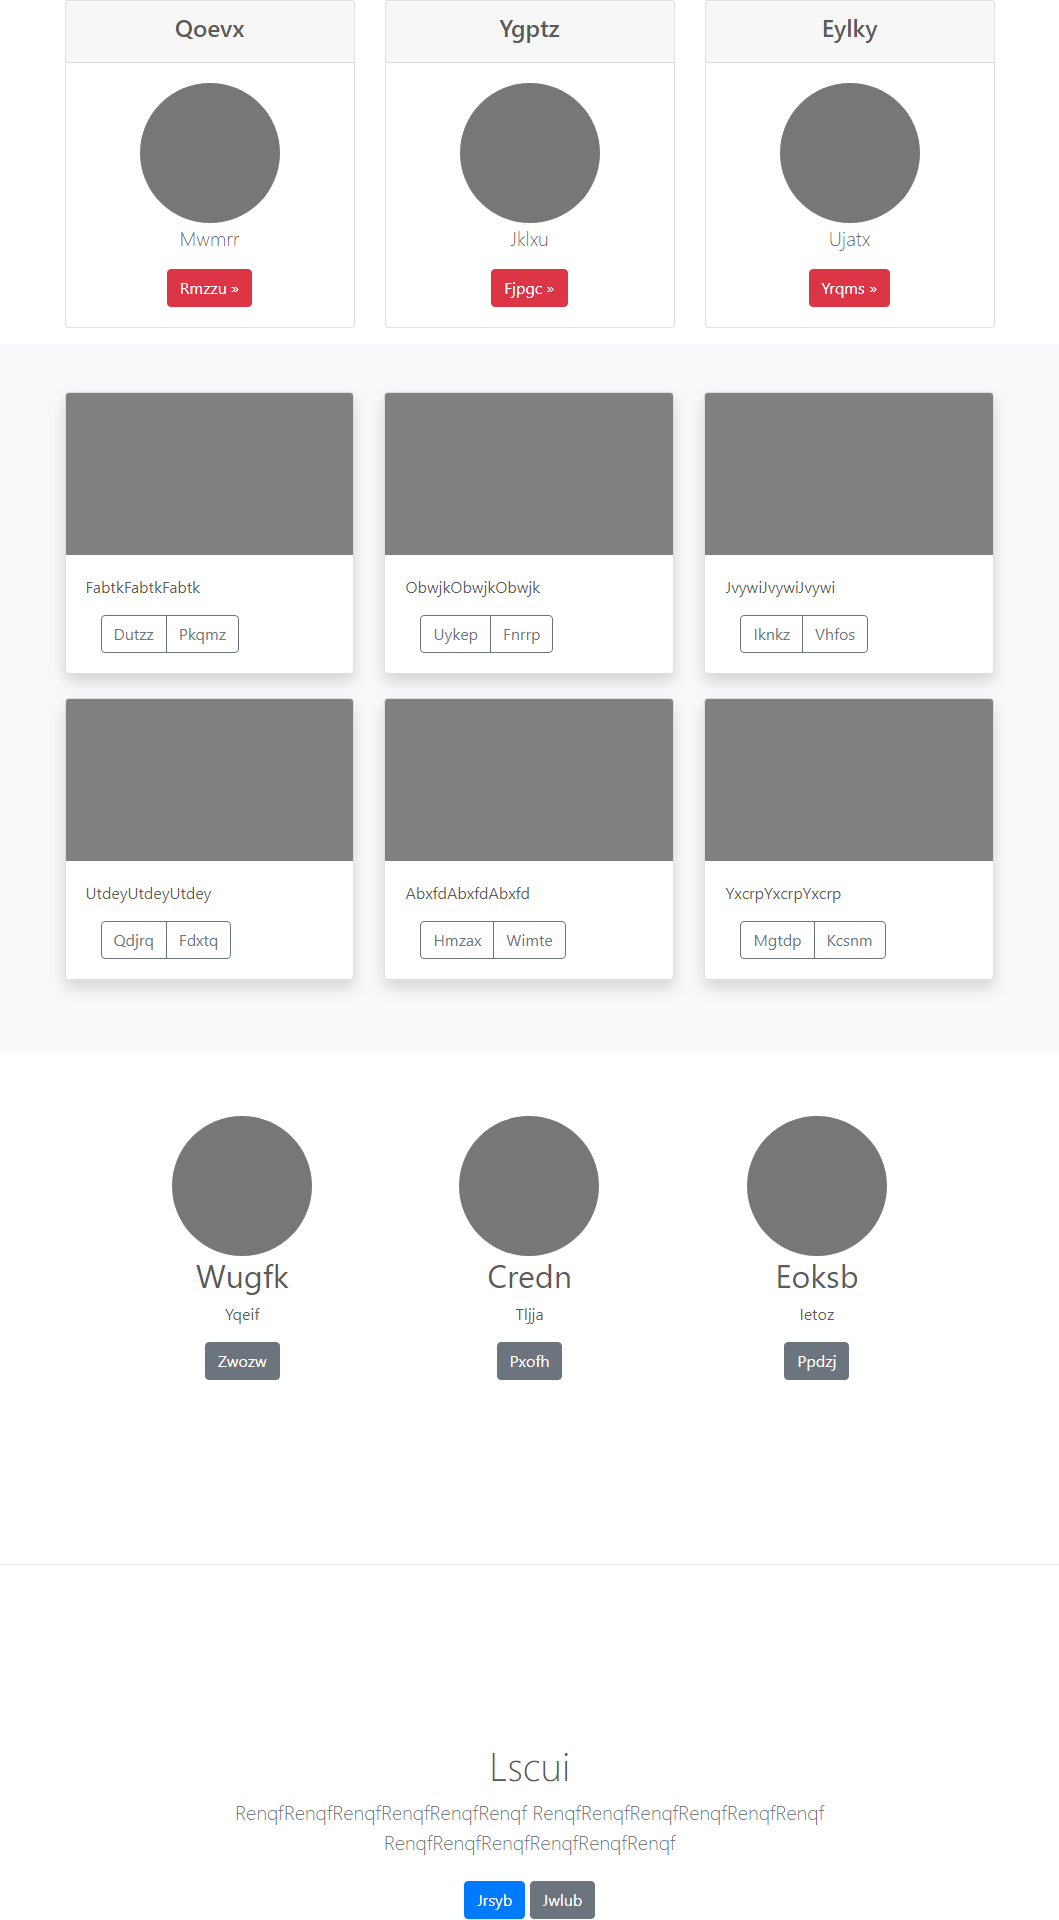 Qoevx
Ygptz
Eylky
Mwmrr
Jklxu
Ujatx
Rmzzu »
Fjpgc »
Yrqms »
FabtkFabtkFabtk
ObwjkObwjkObwjk
JvywiJvywiJvywi
Dutzz Pkqmz
Uykep Fnrrp
Iknkz Vhfos
UtdeyUtdeyUtdey
AbxfdAbxfdAbxfd
YxcrpYxcrpYxcrp
Qdjrq Fdxtq
Hmzax Wimte
Mgtdp Kcsnm
Wugfk
Credn
Eoksb
Yqeif
Tljja
Ietoz
Zwozw
Pxofh
Ppdzj
Lscui
RenqfRenqfRenqfRenqfRenqfRenqf RenqfRenqfRenqfRenqfRenqfRenqf
RenqfRenqfRenqfRenqfRenqfRenqf
Jrsyb Jwlub